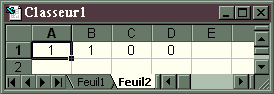 Classeur1
A B C D E
1 1 1 0 0
2
Feuil1 Feuil2